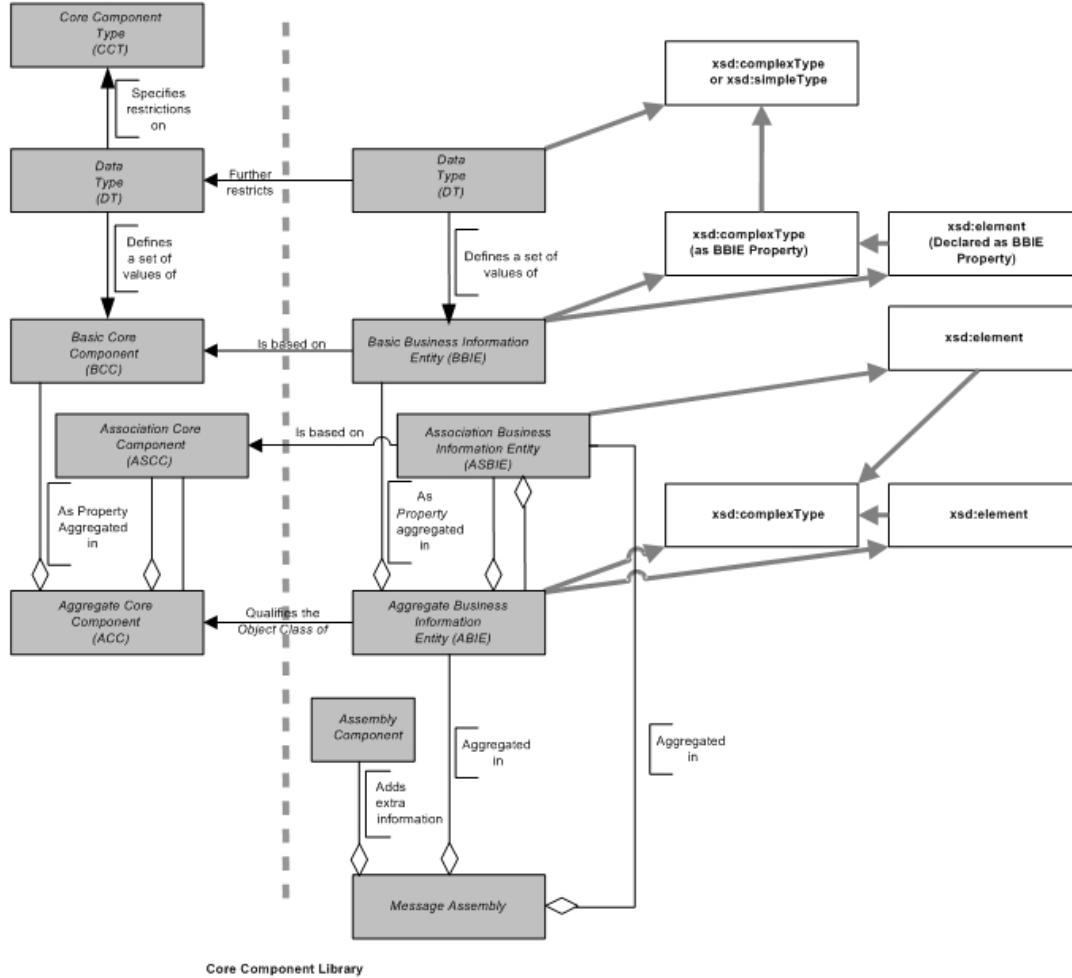 Core Component
Type
(CCT)
xsd:complexType
or xsd:simpleType
Specifies
restrictions
on
Data
Type
(DT)
Further
restricts
Data
Type
(DT)
Defines
a set of
values of
Defines a set of
values of
xsd:complexType
(as BBIE Property)
xsd:element
(Declared as BBIE
Property)
Basic Core
Component
(BCC)
Is based on
Basic Business Information
Entity (BBIE)
xsd:element
Association Core
Component
(ASCC)
Is based on
Association Business
Information Entity
(ASBIE)
As Property
Aggregated
in
As
Property
aggregated
in
xsd:complexType
xsd:element
Aggregate Core
Component
(ACC)
Qualifies the
Object Class of
Aggregate Business
Information
Entity (ABIE)
Assembly
Component
Aggregated
in
Aggregated
in
Adds
extra
information
Message Assembly
Core Component Library